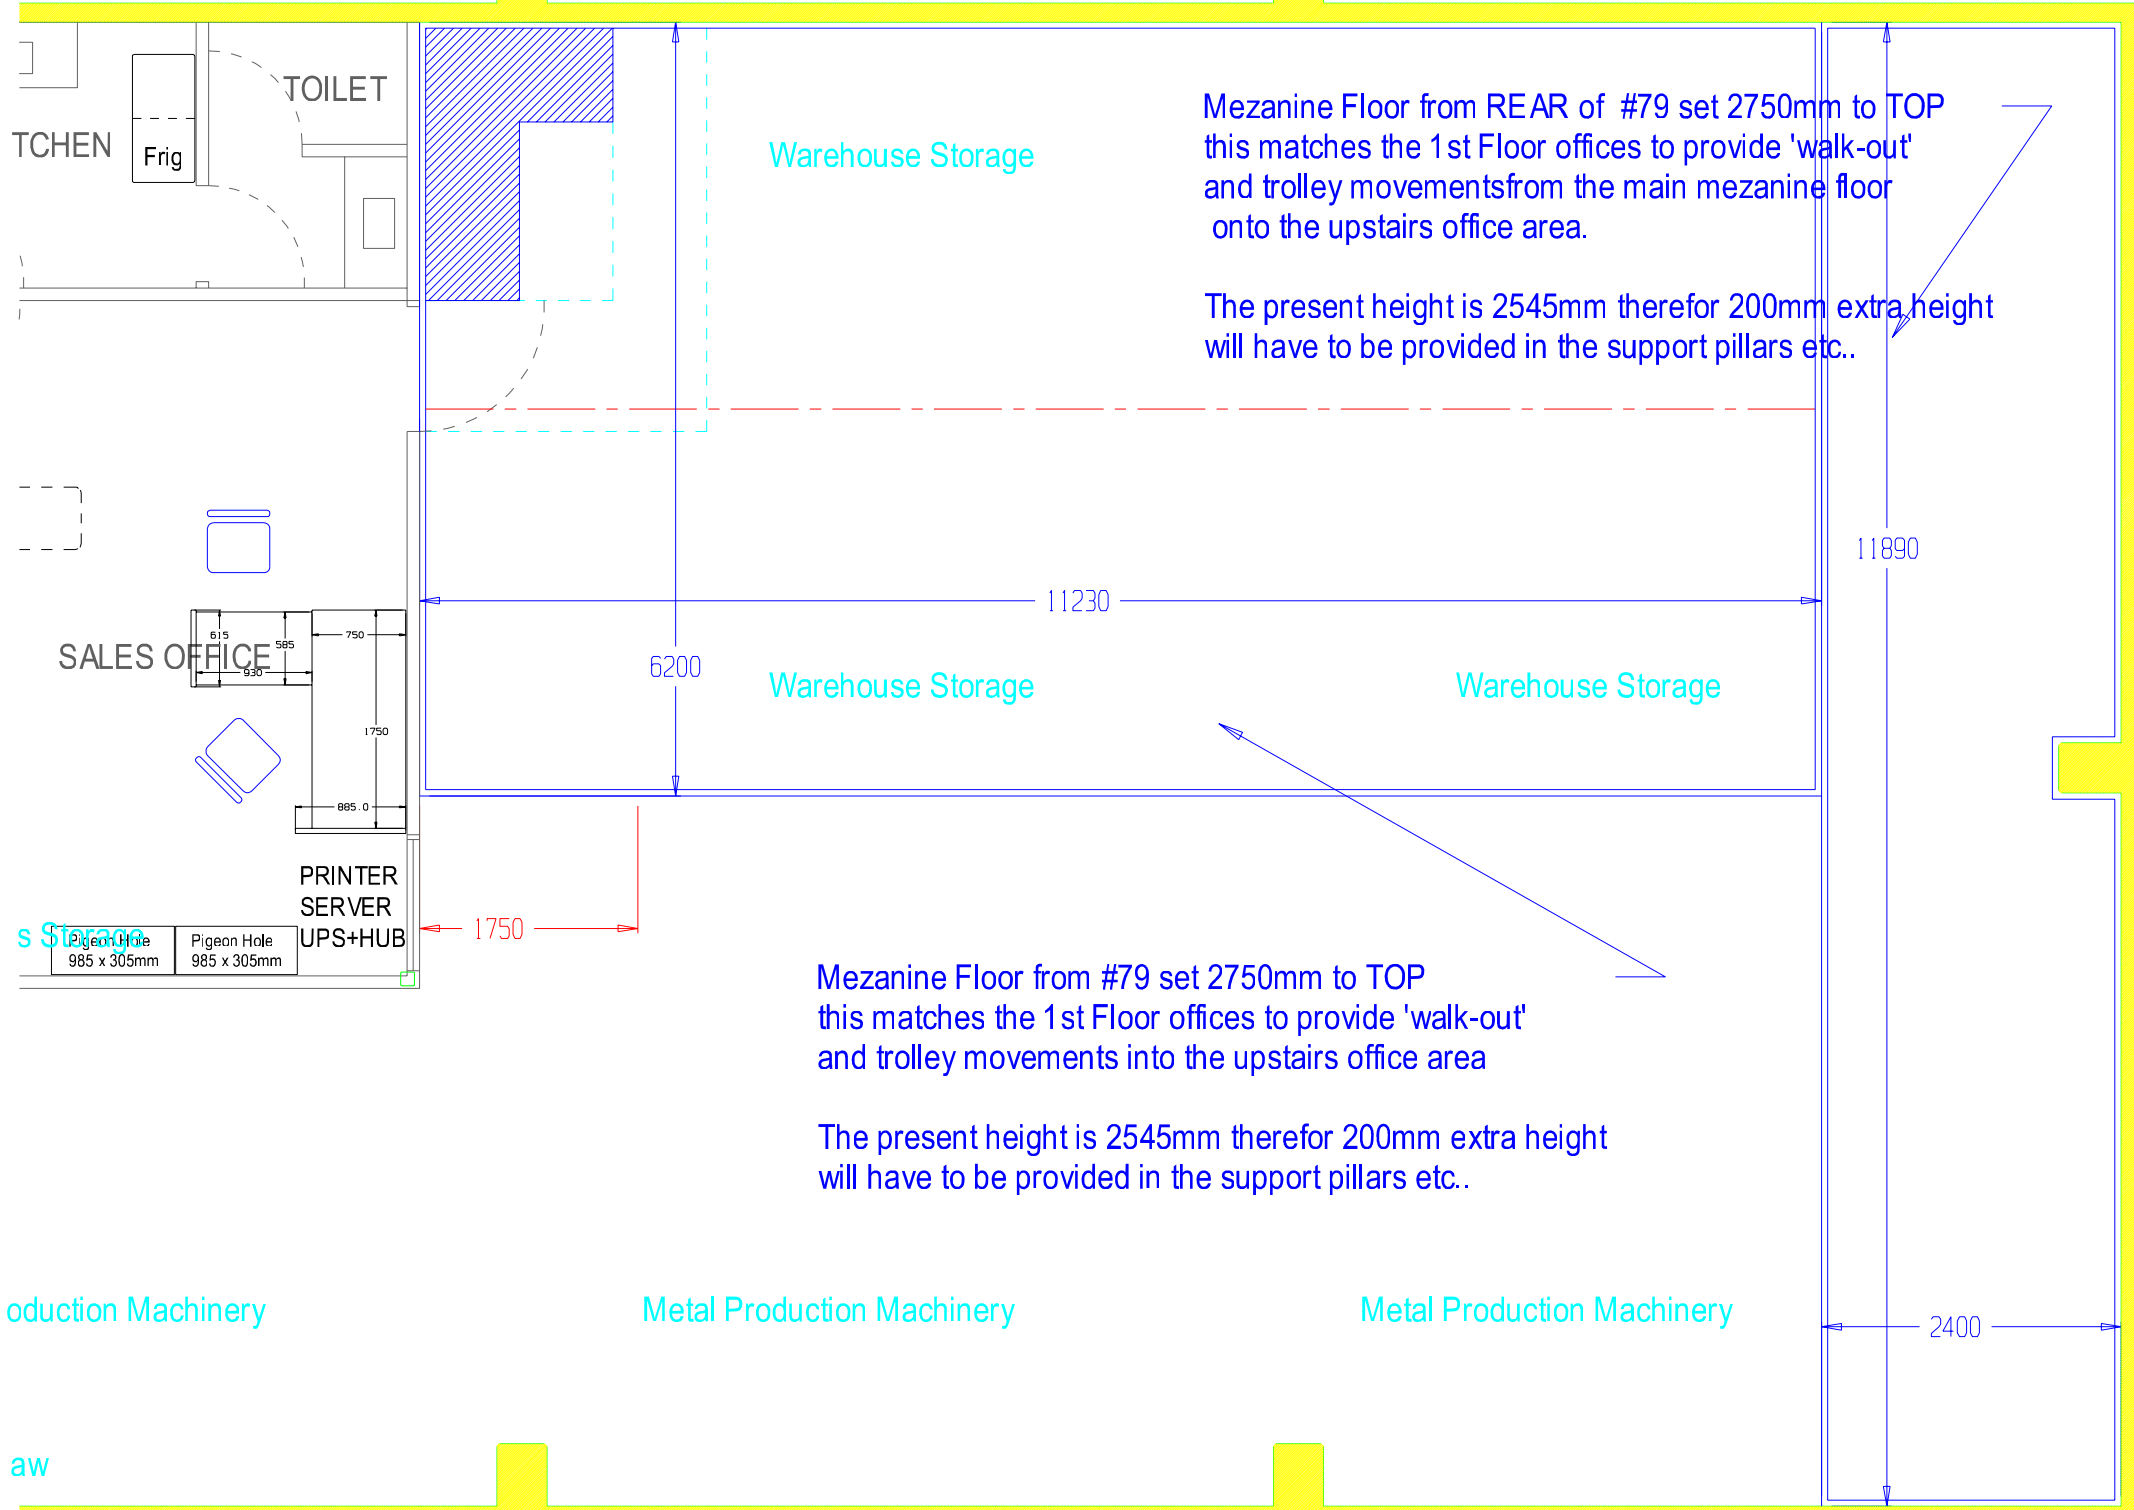 TOILET
TCHEN
Frig
Warehouse Storage
Mezanine Floor from REAR of #79 set 2750mm to TOP
this matches the 1st Floor offices to provide 'walk-out'
and trolley movementsfrom the main mezanine floor
onto the upstairs office area.
The present height is 2545mm therefor 200mm extra height
will have to be provided in the support pillars etc..
11890
11230
6200
SALES OFFICE
615
585
750
930
1750
885.0
Warehouse Storage
Warehouse Storage
PRINTER
SERVER
UPS+HUB
s Storage
Pigeon Hole
985 x 305mm
Pigeon Hole
985 x 305mm
1750
Mezanine Floor from #79 set 2750mm to TOP
this matches the 1st Floor offices to provide 'walk-out'
and trolley movements into the upstairs office area
The present height is 2545mm therefor 200mm extra height
will have to be provided in the support pillars etc..
oduction Machinery
Metal Production Machinery
Metal Production Machinery
2400
aw